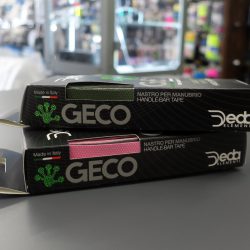 Made in Italy
GECO
NASTRO PER MANUBRIO
HANDLE-BAR TAPE
Deda
ELEMENTI
Made in Italy
GECO
NASTRO PER MANUBRIO
HANDLE-BAR TAPE
Deda
ELEMENTI